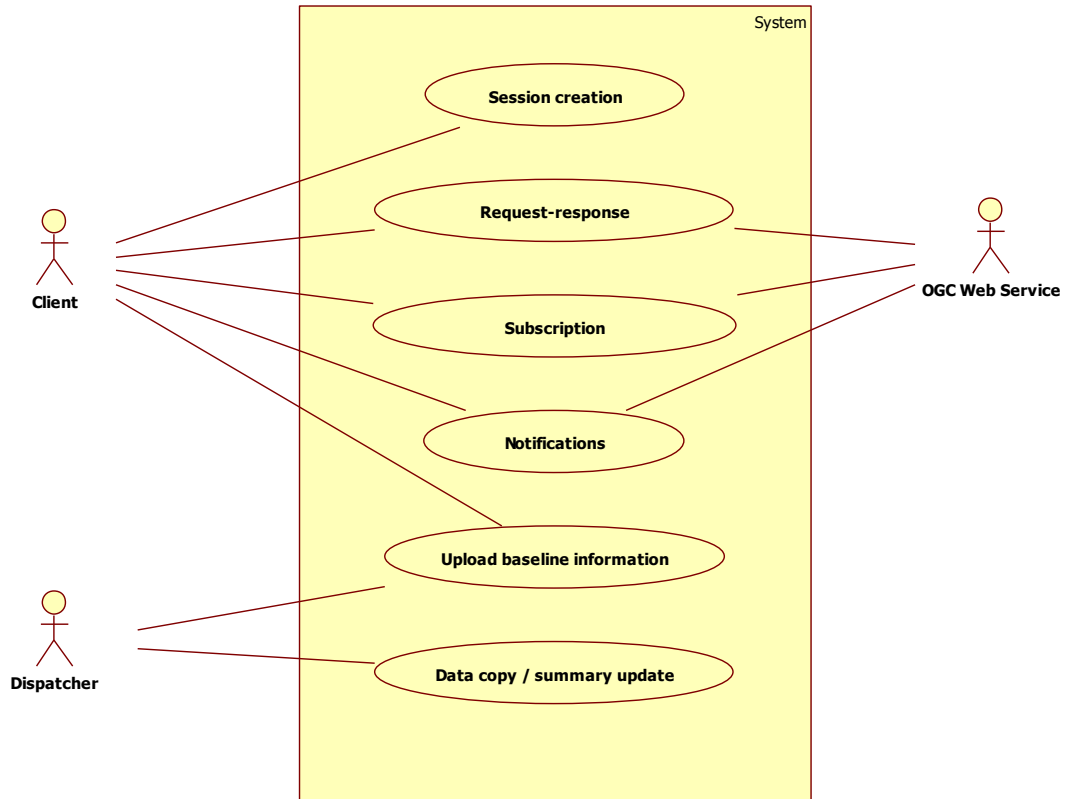 System
Session creation
Request-response
Client
OGC Web Service
Subscription
Notifications
Upload baseline information
Dispatcher
Data copy / summary update